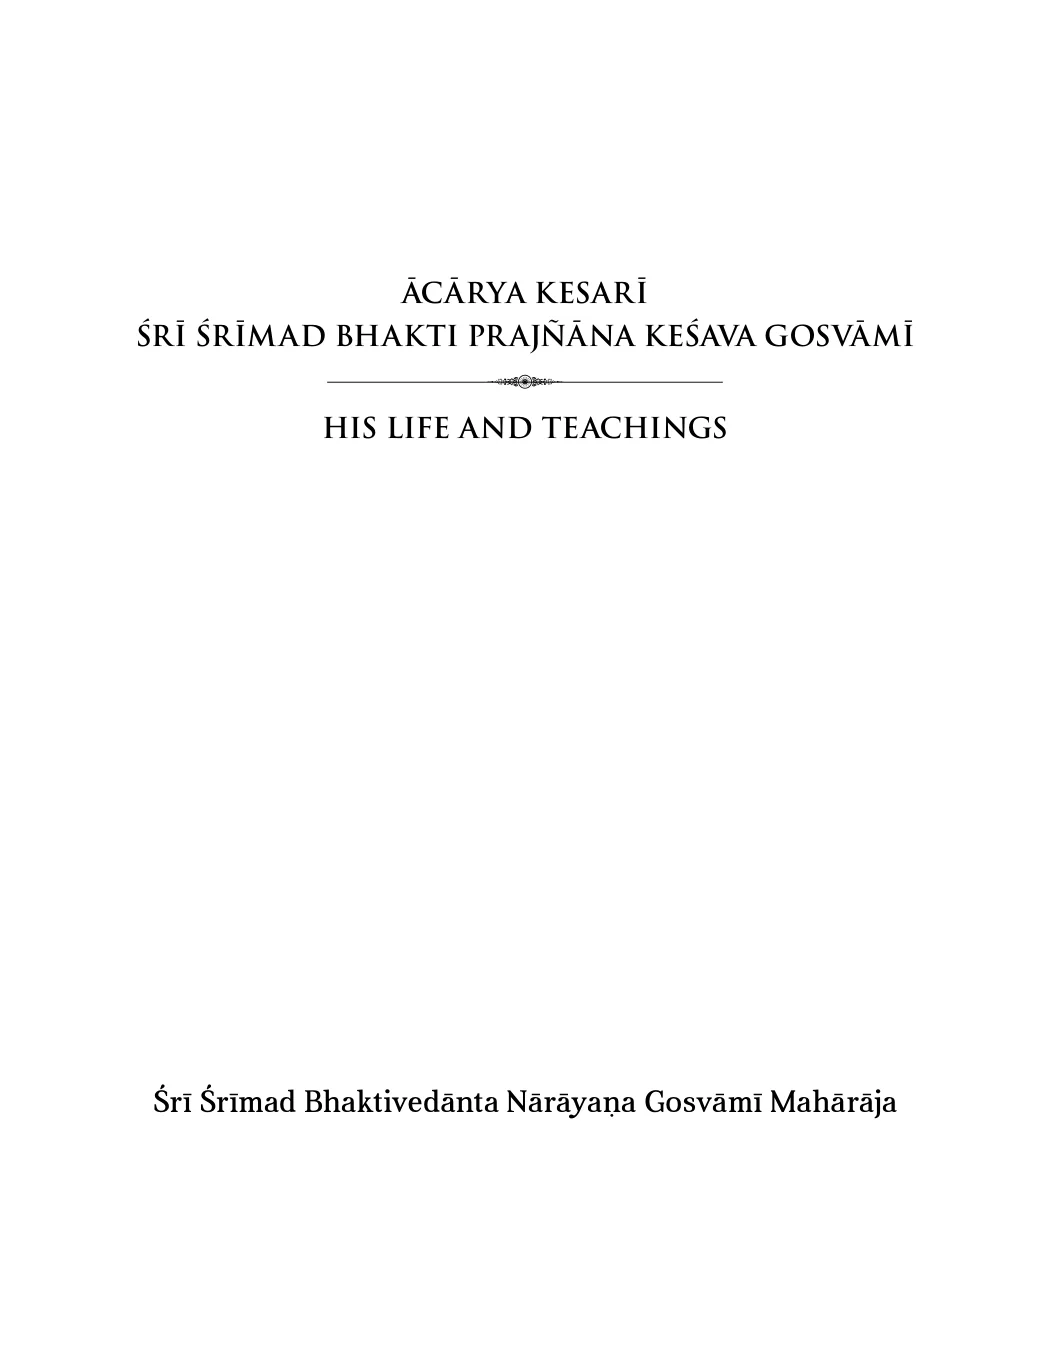 ĀCĀRYA KESARĪ
ŚRĪ ŚRĪMAD BHAKTI PRAJÑĀNA KEŚAVA GOSVĀMĪ
HIS LIFE AND TEACHINGS
Śrī Śrīmad Bhaktivedānta Nārāyaṇa Gosvāmī Mahārāja